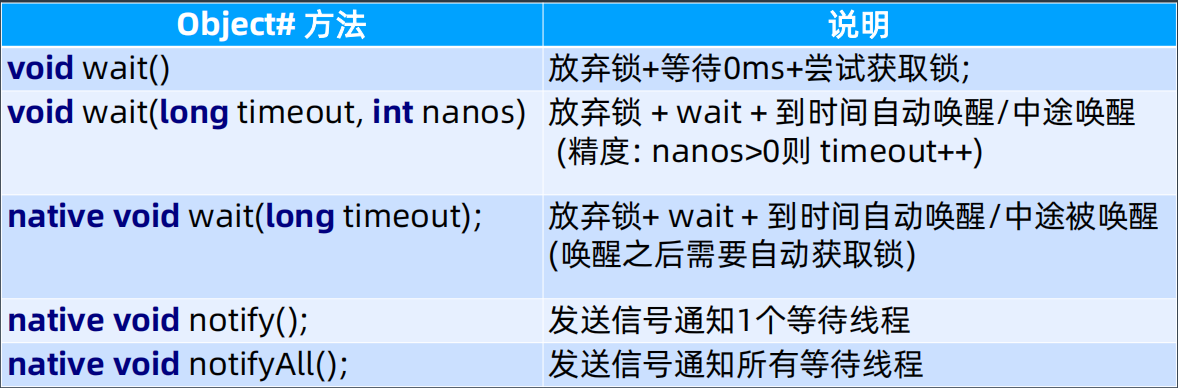 Object# 方法 说明
void wait() 放弃锁+等待0ms+尝试获取锁;
void wait(long timeout, int nanos) 放弃锁 + wait + 到时间自动唤醒/中途唤醒
(精度: nanos>0则 timeout++)
native void wait(long timeout); 放弃锁+ wait + 到时间自动唤醒/中途被唤醒
(唤醒之后需要自动获取锁)
native void notify(); 发送信号通知1个等待线程
native void notifyAll(); 发送信号通知所有等待线程